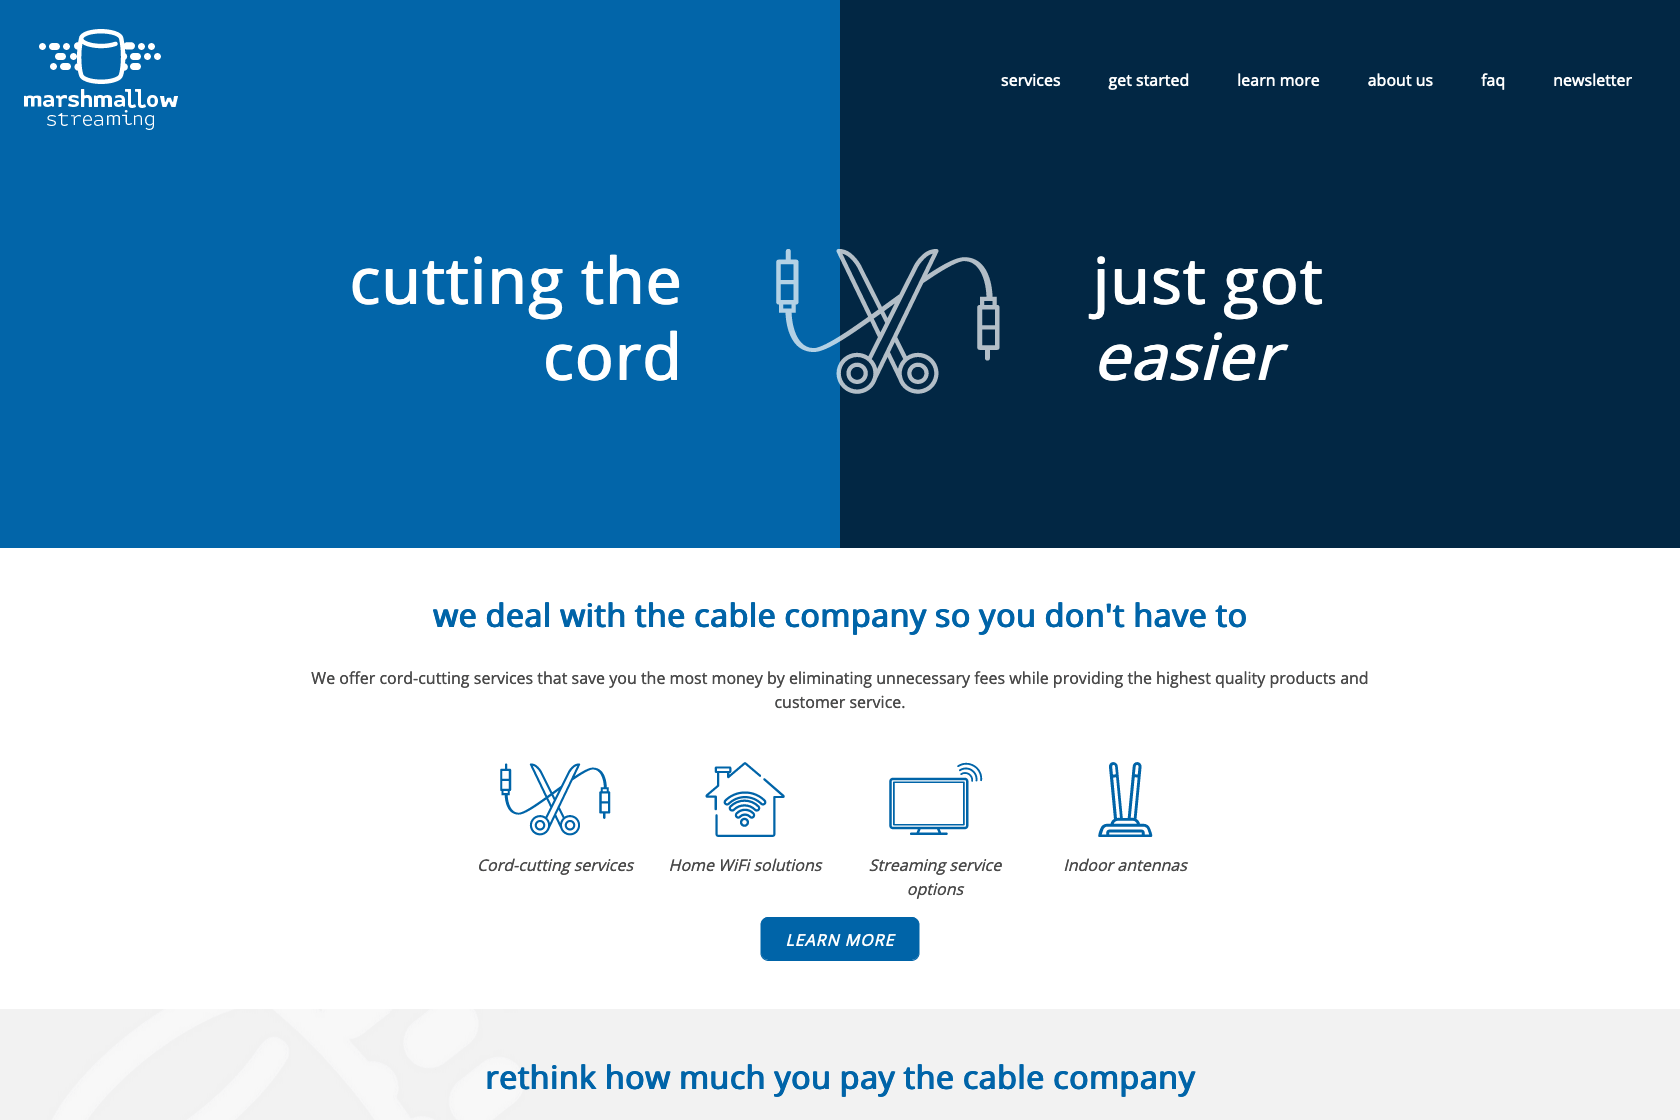 marshmallow
streaming
services
get started
learn more
about us
faq
newsletter
cutting the
cord
just got
easier
we deal with the cable company so you don't have to
We offer cord-cutting services that save you the most money by eliminating unnecessary fees while providing the highest quality products and
customer service.
Cord-cutting services
Home WiFi solutions
Streaming service
options
Indoor antennas
LEARN MORE
rethink how much you pay the cable company